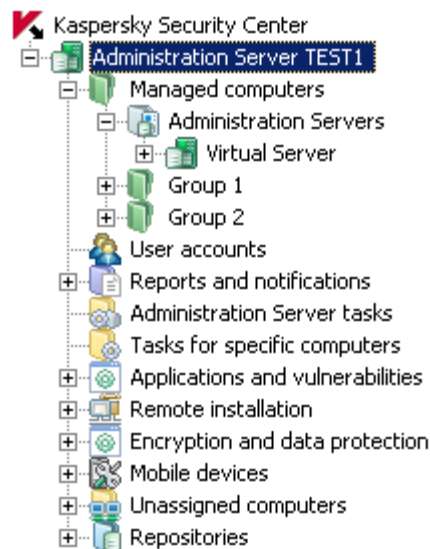 Kaspersky Security Center
Administration Server TEST1
Managed computers
Administration Servers
Virtual Server
Group 1
Group 2
User accounts
Reports and notifications
Administration Server tasks
Tasks for specific computers
Applications and vulnerabilities
Remote installation
Encryption and data protection
Mobile devices
Unassigned computers
Repositories